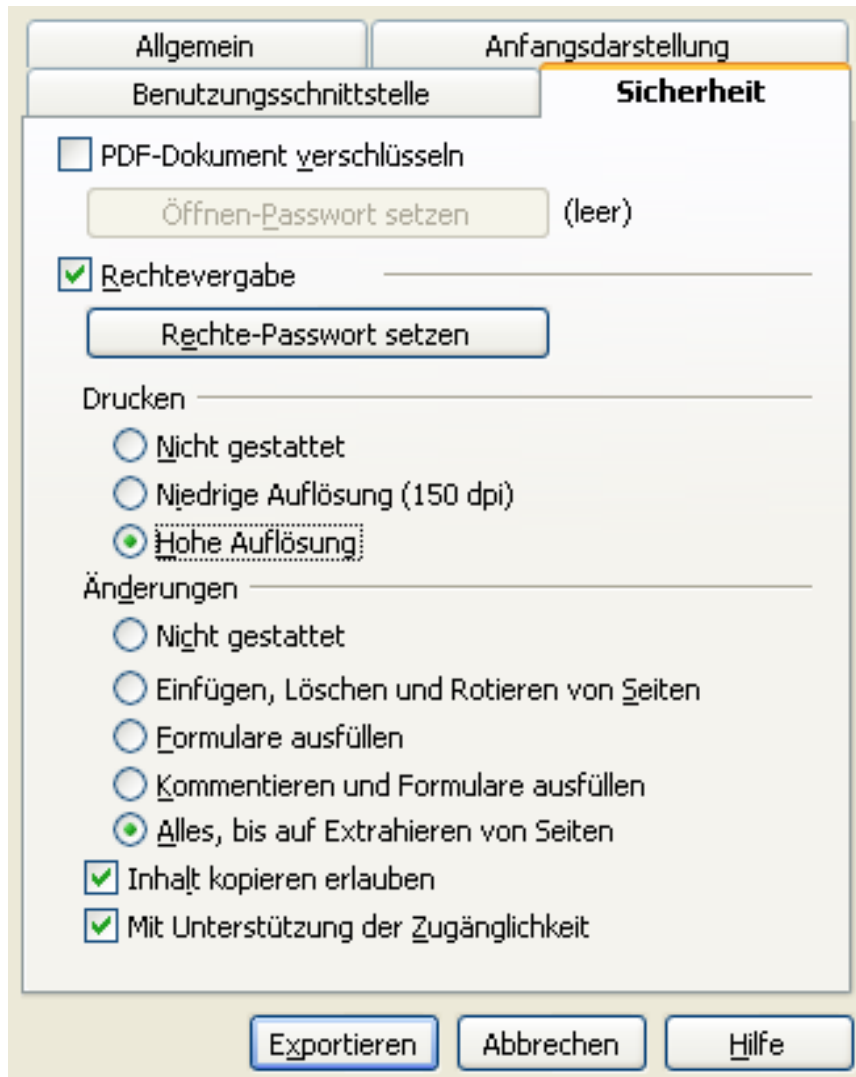 Allgemein Anfangsdarstellung
Benutzungsschnittstelle Sicherheit
PDF-Dokument verschlüsseln
Öffnen-Passwort setzen (leer)
Rechtevergabe
Rechte-Passwort setzen
Drucken
Nicht gestattet
Niedrige Auflösung (150 dpi)
Hohe Auflösung
Änderungen
Nicht gestattet
Einfügen, Löschen und Rotieren von Seiten
Formulare ausfüllen
Kommentieren und Formulare ausfüllen
Alles, bis auf Extrahieren von Seiten
Inhalt kopieren erlauben
Mit Unterstützung der Zugänglichkeit
Exportieren Abbrechen Hilfe